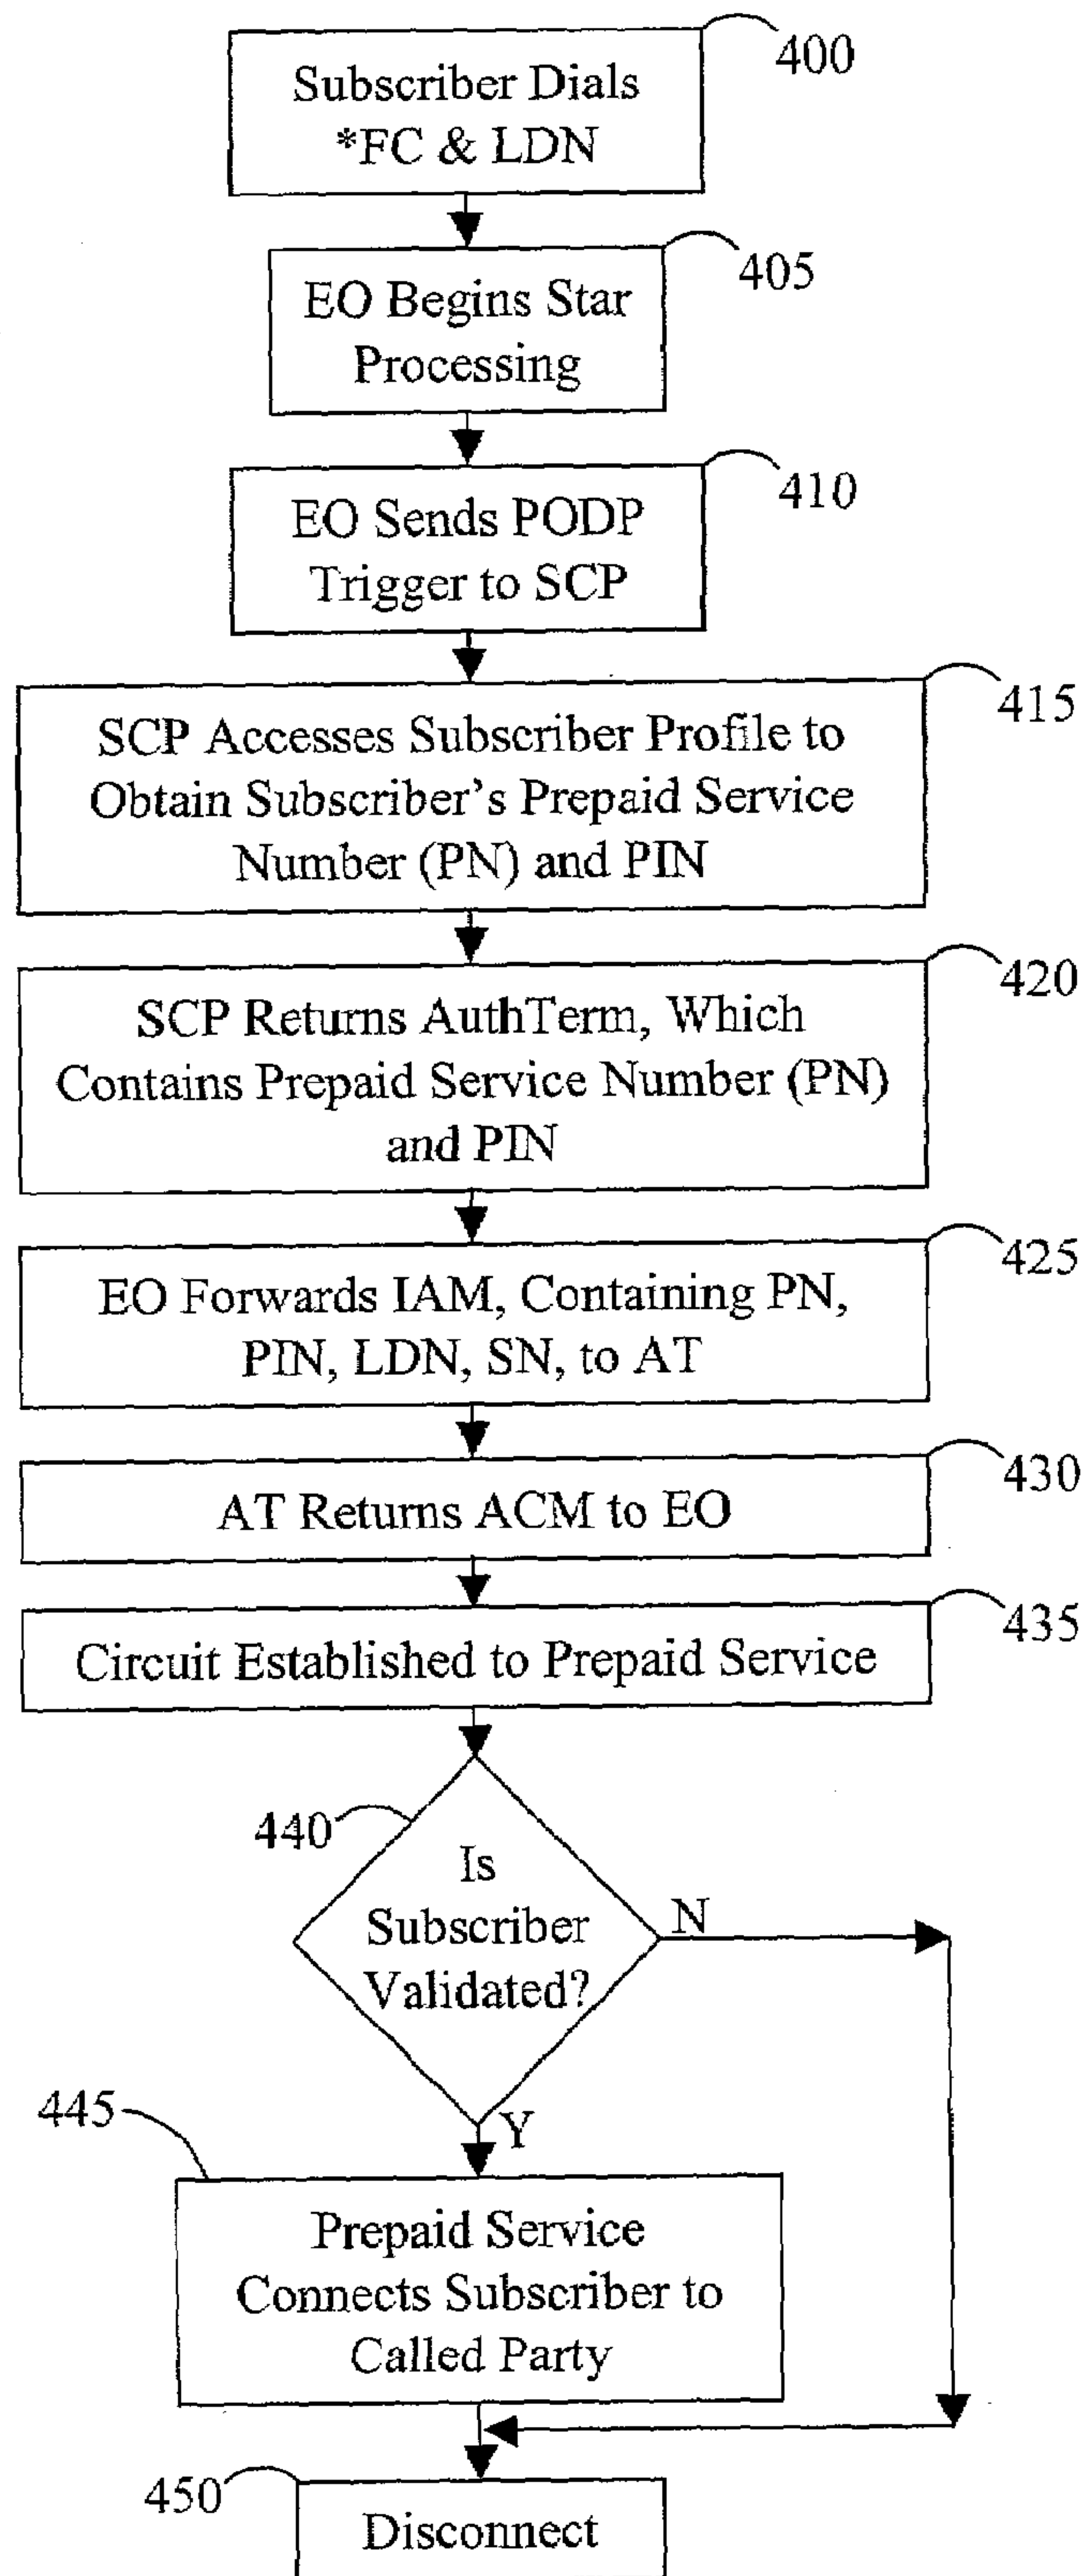 400
Subscriber Dials
*FC & LDN
405
EO Begins Star
Processing
410
EO Sends PODP
Trigger to SCP
415
SCP Accesses Subscriber Profile to
Obtain Subscriber's Prepaid Service
Number (PN) and PIN
420
SCP Returns AuthTerm, Which
Contains Prepaid Service Number (PN)
and PIN
425
EO Forwards IAM, Containing PN,
PIN, LDN, SN, to AT
430
AT Returns ACM to EO
435
Circuit Established to Prepaid Service
440
Is
Subscriber
Validated?
N
Y
445
Prepaid Service
Connects Subscriber to
Called Party
450
Disconnect